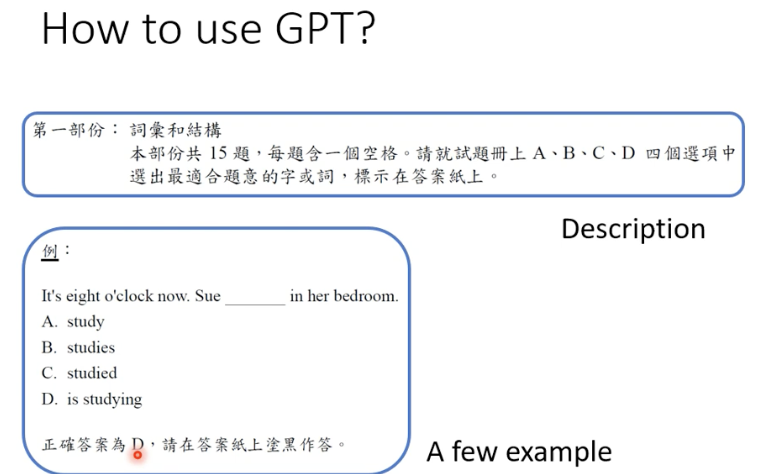 How to use GPT?
第一部份：詞彙和結構
本部份共 15 題，每題含一個空格。請就試題冊上 A、B、C、D 四個選項中
選出最適合題意的字或詞，標示在答案紙上。
Description
例：
It's eight o'clock now. Sue ______ in her bedroom.
A. study
B. studies
C. studied
D. is studying
正確答案為 D，請在答案紙上塗黑作答。
A few example